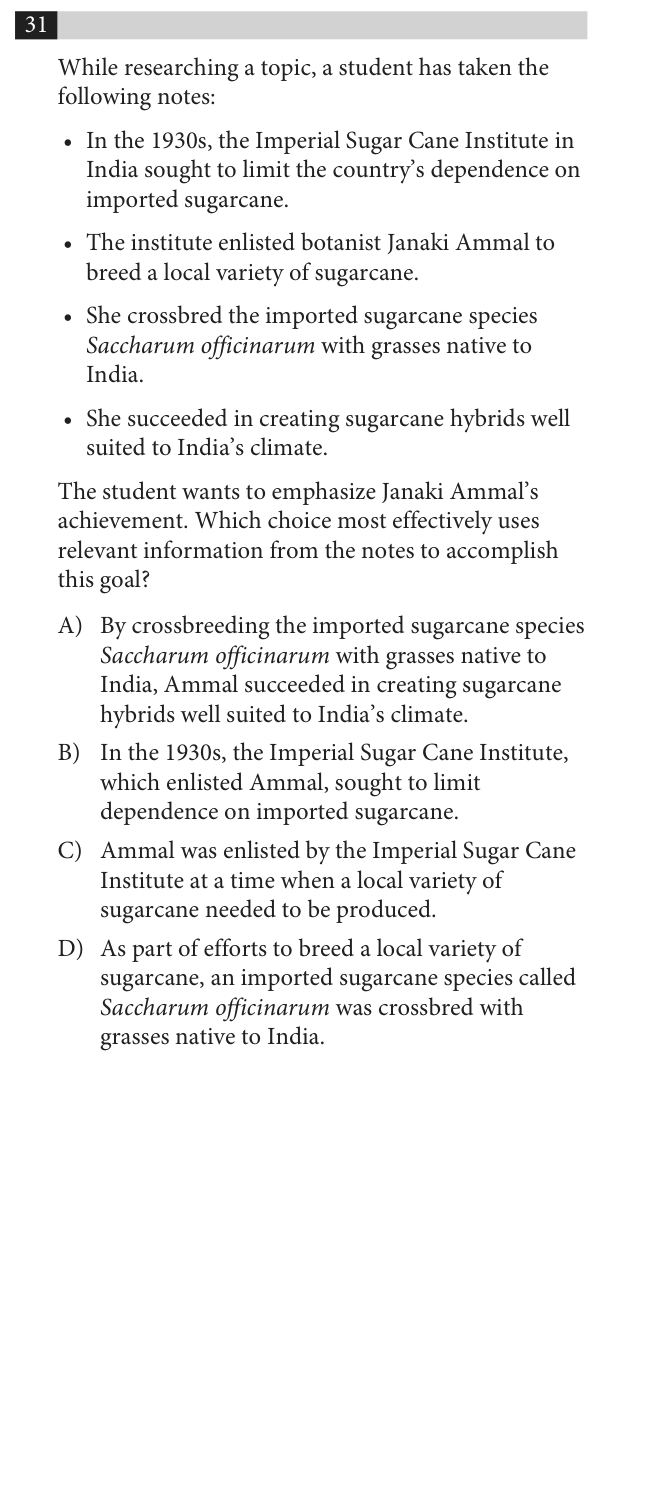 31
While researching a topic, a student has taken the
following notes:
• In the 1930s, the Imperial Sugar Cane Institute in
India sought to limit the country’s dependence on
imported sugarcane.
• The institute enlisted botanist Janaki Ammal to
breed a local variety of sugarcane.
• She crossbred the imported sugarcane species
Saccharum officinarum with grasses native to
India.
• She succeeded in creating sugarcane hybrids well
suited to India’s climate.
The student wants to emphasize Janaki Ammal’s
achievement. Which choice most effectively uses
relevant information from the notes to accomplish
this goal?
A) By crossbreeding the imported sugarcane species
Saccharum officinarum with grasses native to
India, Ammal succeeded in creating sugarcane
hybrids well suited to India’s climate.
B) In the 1930s, the Imperial Sugar Cane Institute,
which enlisted Ammal, sought to limit
dependence on imported sugarcane.
C) Ammal was enlisted by the Imperial Sugar Cane
Institute at a time when a local variety of
sugarcane needed to be produced.
D) As part of efforts to breed a local variety of
sugarcane, an imported sugarcane species called
Saccharum officinarum was crossbred with
grasses native to India.